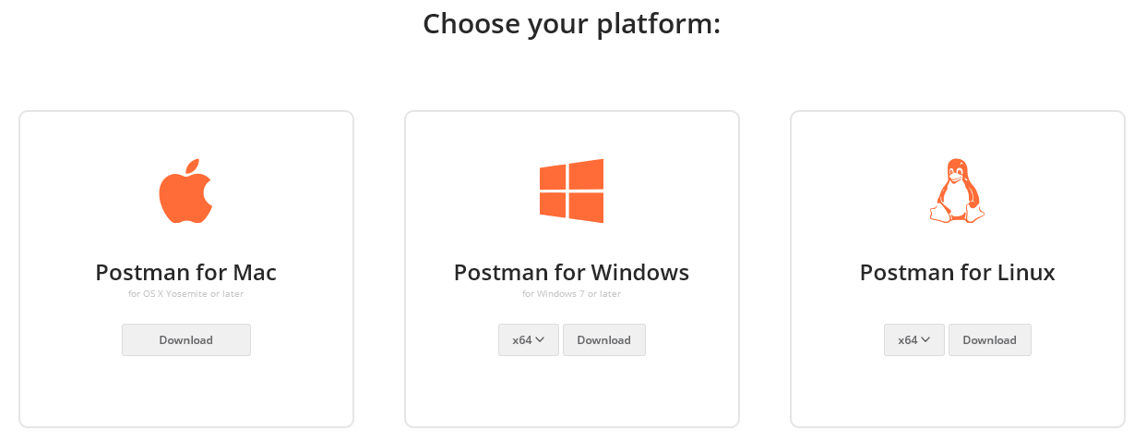 Choose your platform:
Postman for Mac
for OS X Yosemite or later
Download
Postman for Windows
for Windows 7 or later
x64 Download
Postman for Linux
x64 Download